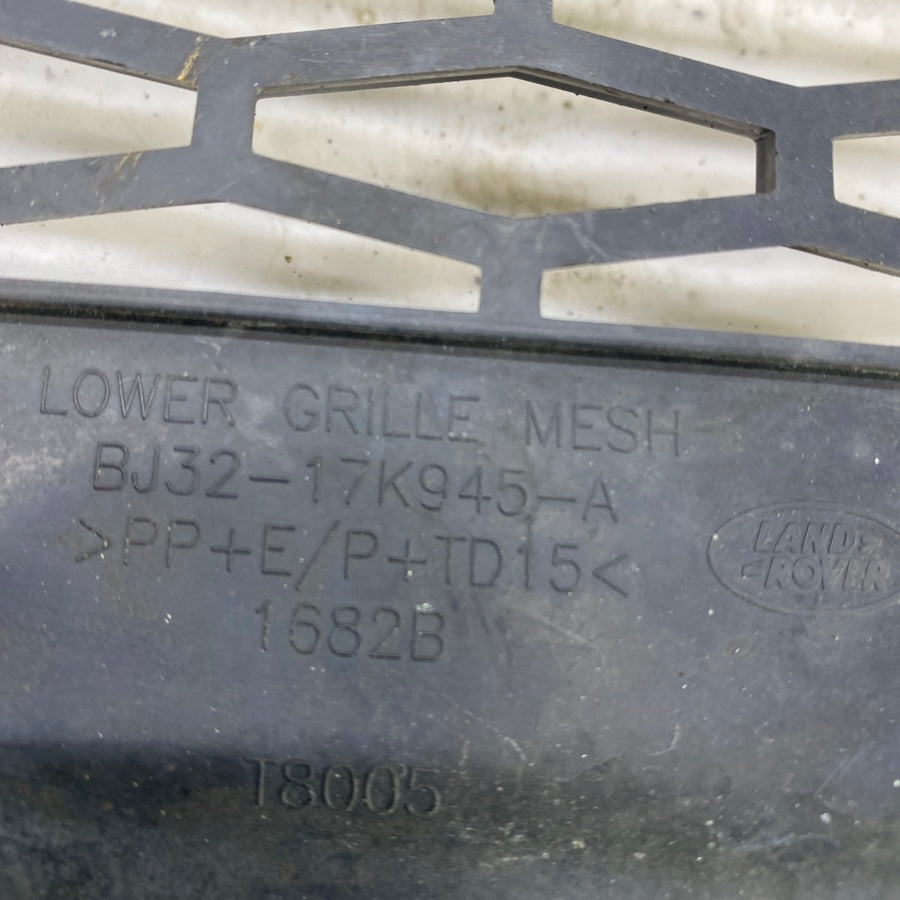 LOWER GRILLE MESH
BJ32-17K945-A
>PP+E/P+TD15<
1682B
LAND
ROVER
T8005